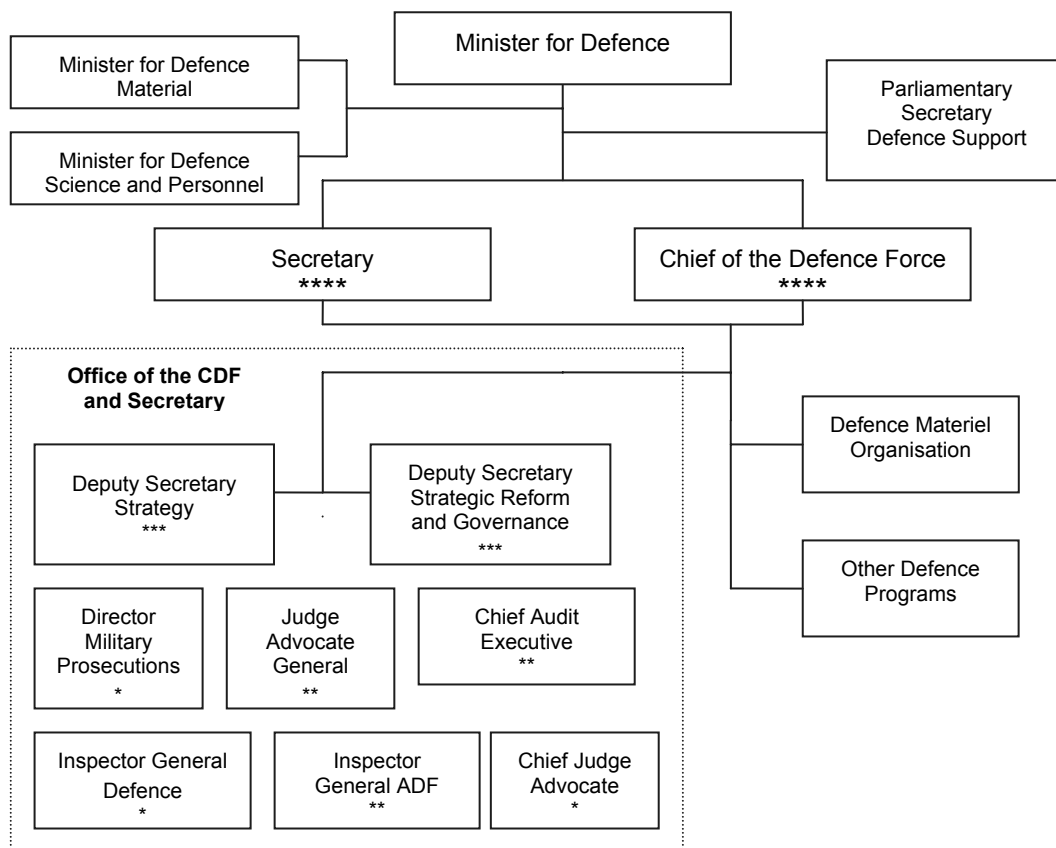 Minister for Defence
Minister for Defence
Material
Parliamentary
Secretary
Defence Support
Minister for Defence
Science and Personnel
Secretary
****
Chief of the Defence Force
****
Office of the CDF
and Secretary
Defence Materiel
Organisation
Deputy Secretary
Strategy
***
Deputy Secretary
Strategic Reform
and Governance
***
Other Defence
Programs
Director
Military
Prosecutions
*
Judge
Advocate
General
**
Chief Audit
Executive
**
Inspector General
Defence
*
Inspector
General ADF
**
Chief Judge
Advocate
*